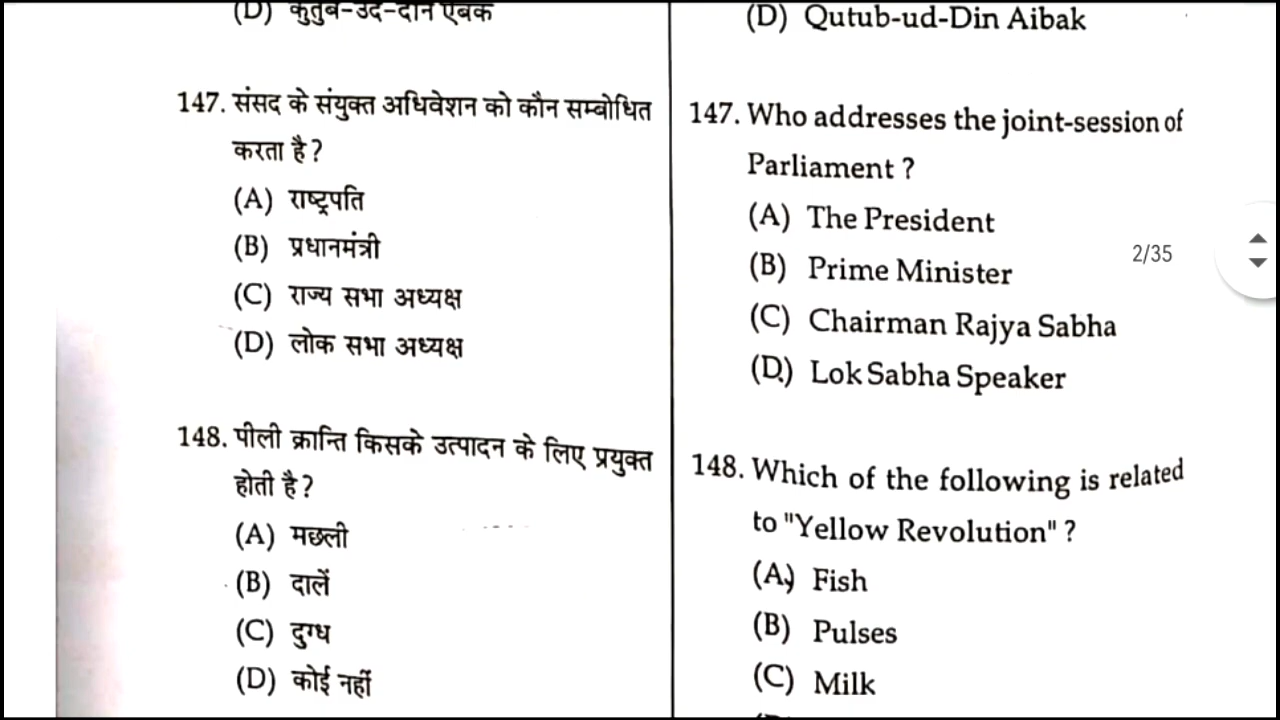 (D) कुतुब-उद-दीन ऐबक
147. संसद के संयुक्त अधिवेशन को कौन सम्बोधित
करता है?
(A) राष्ट्रपति
(B) प्रधानमंत्री
(C) राज्य सभा अध्यक्ष
(D) लोक सभा अध्यक्ष
148. पीली क्रान्ति किसके उत्पादन के लिए प्रयुक्त
होती है?
(A) मछली
(B) दालें
(C) दुग्ध
(D) कोई नहीं
(D) Qutub-ud-Din Aibak
147. Who addresses the joint-session of
Parliament ?
(A) The President
(B) Prime Minister
(C) Chairman Rajya Sabha
(D) Lok Sabha Speaker
148. Which of the following is related
to "Yellow Revolution" ?
(A) Fish
(B) Pulses
(C) Milk
2/35